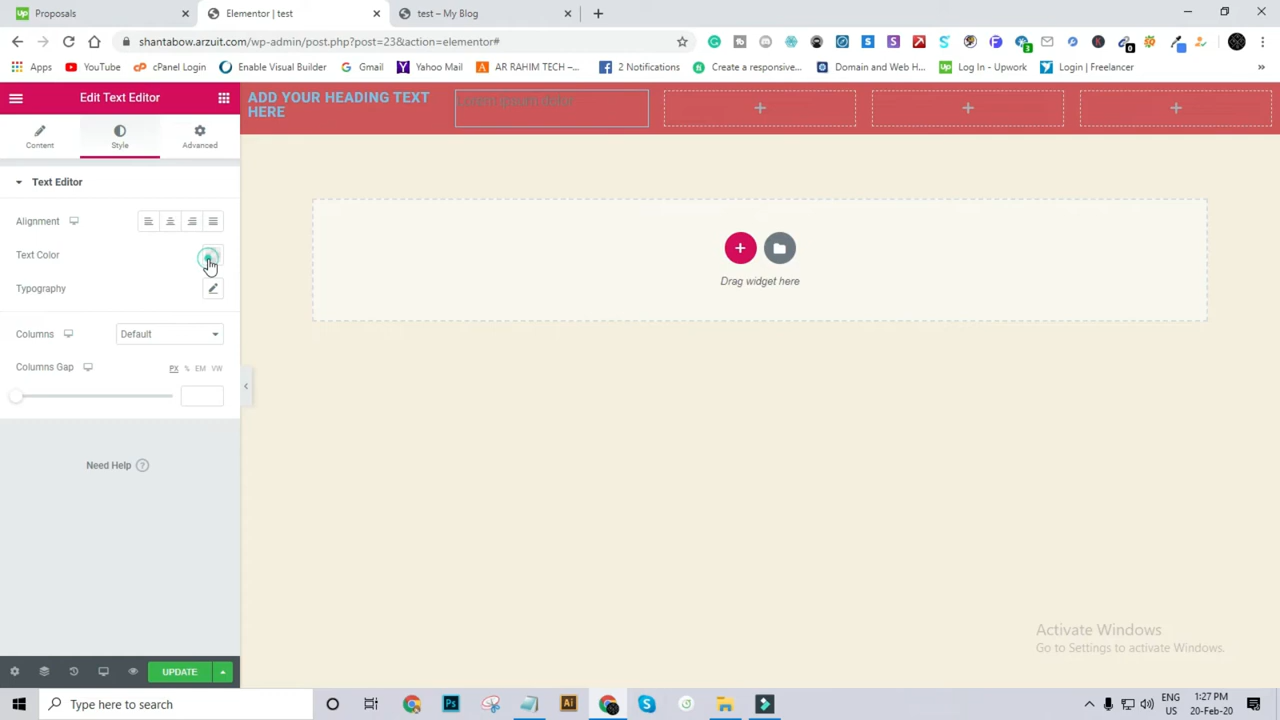 Proposals
Elementor | test
test – My Blog
shantabow.arzuit.com/wp-admin/post.php?post=23&action=elementor#
Apps
YouTube
cPanel Login
Enable Visual Builder
Gmail
Yahoo Mail
AR RAHIM TECH –...
2 Notifications
Create a responsive...
Domain and Web H...
Log In - Upwork
Login | Freelancer
»
Edit Text Editor
ADD YOUR HEADING TEXT
HERE
Lorem ipsum dolor
Content
Style
Advanced
Text Editor
Alignment
Text Color
Typography
Drag widget here
Columns
Default
Columns Gap
PX % EM VW
Need Help
Activate Windows
Go to Settings to activate Windows.
UPDATE
Type here to search
ENG
US
1:27 PM
20-Feb-20